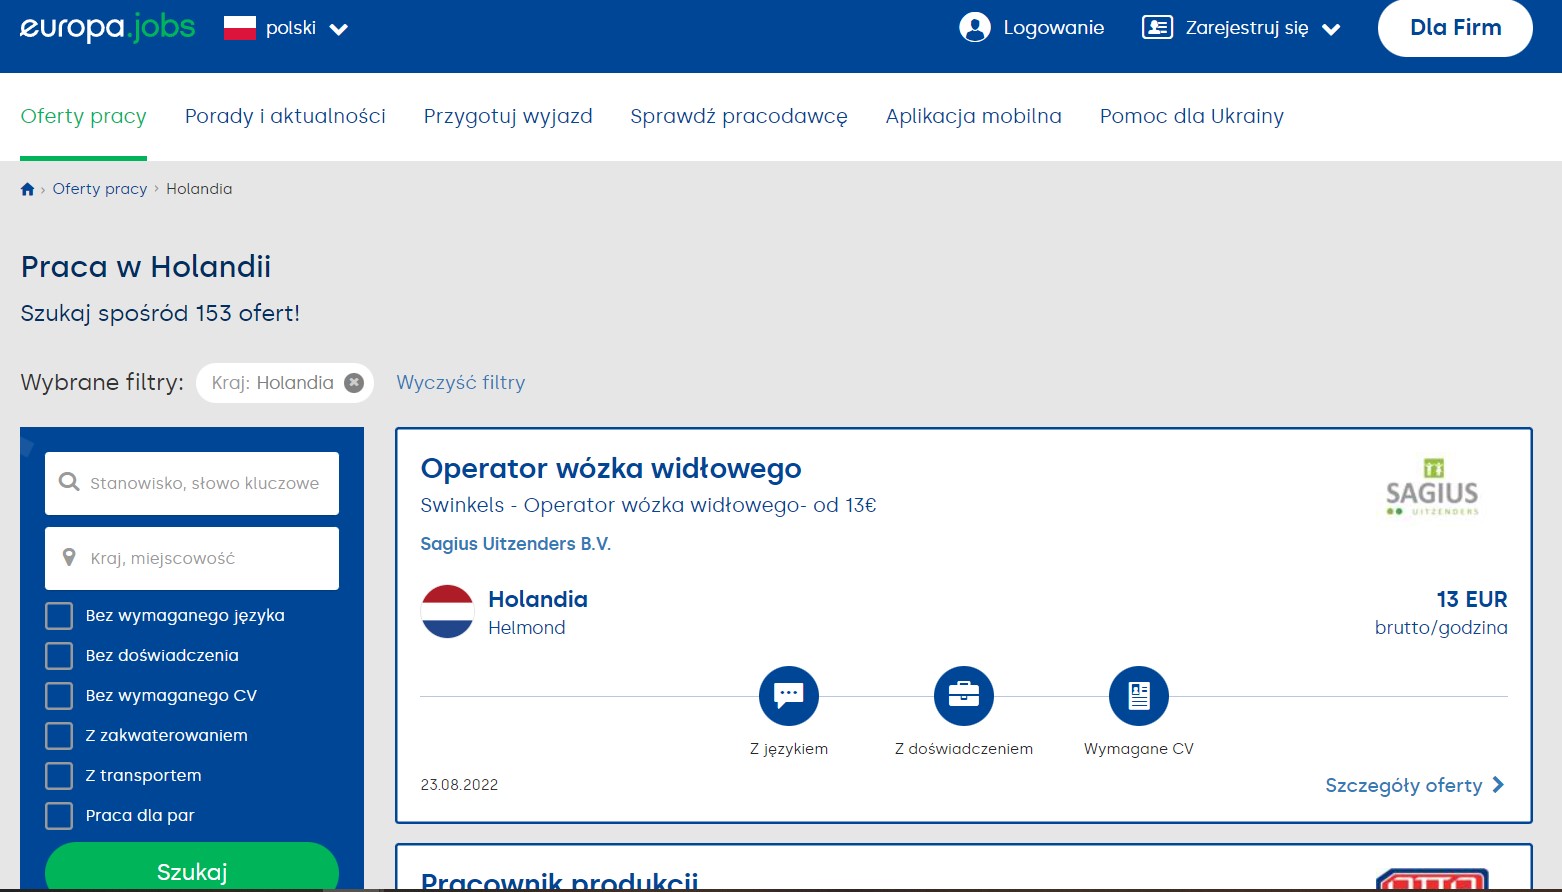 europa.jobs polski Logowanie Zarejestruj się Dla Firm
Oferty pracy Porady i aktualności Przygotuj wyjazd Sprawdź pracodawcę Aplikacja mobilna Pomoc dla Ukrainy
Oferty pracy › Holandia
Praca w Holandii
Szukaj spośród 153 ofert!
Wybrane filtry: Kraj: Holandia Wyczyść filtry
Stanowisko, słowo kluczowe
Kraj, miejscowość
Bez wymaganego języka
Bez doświadczenia
Bez wymaganego CV
Z zakwaterowaniem
Z transportem
Praca dla par
Szukaj
Operator wózka widłowego
Swinkels - Operator wózka widłowego- od 13€
Sagius Uitzenders B.V.
SAGIUS
UITZENDERS
Holandia
Helmond
13 EUR
brutto/godzina
Z językiem
Z doświadczeniem
Wymagane CV
23.08.2022
Szczegóły oferty
Pracownik produkcji
OTTO